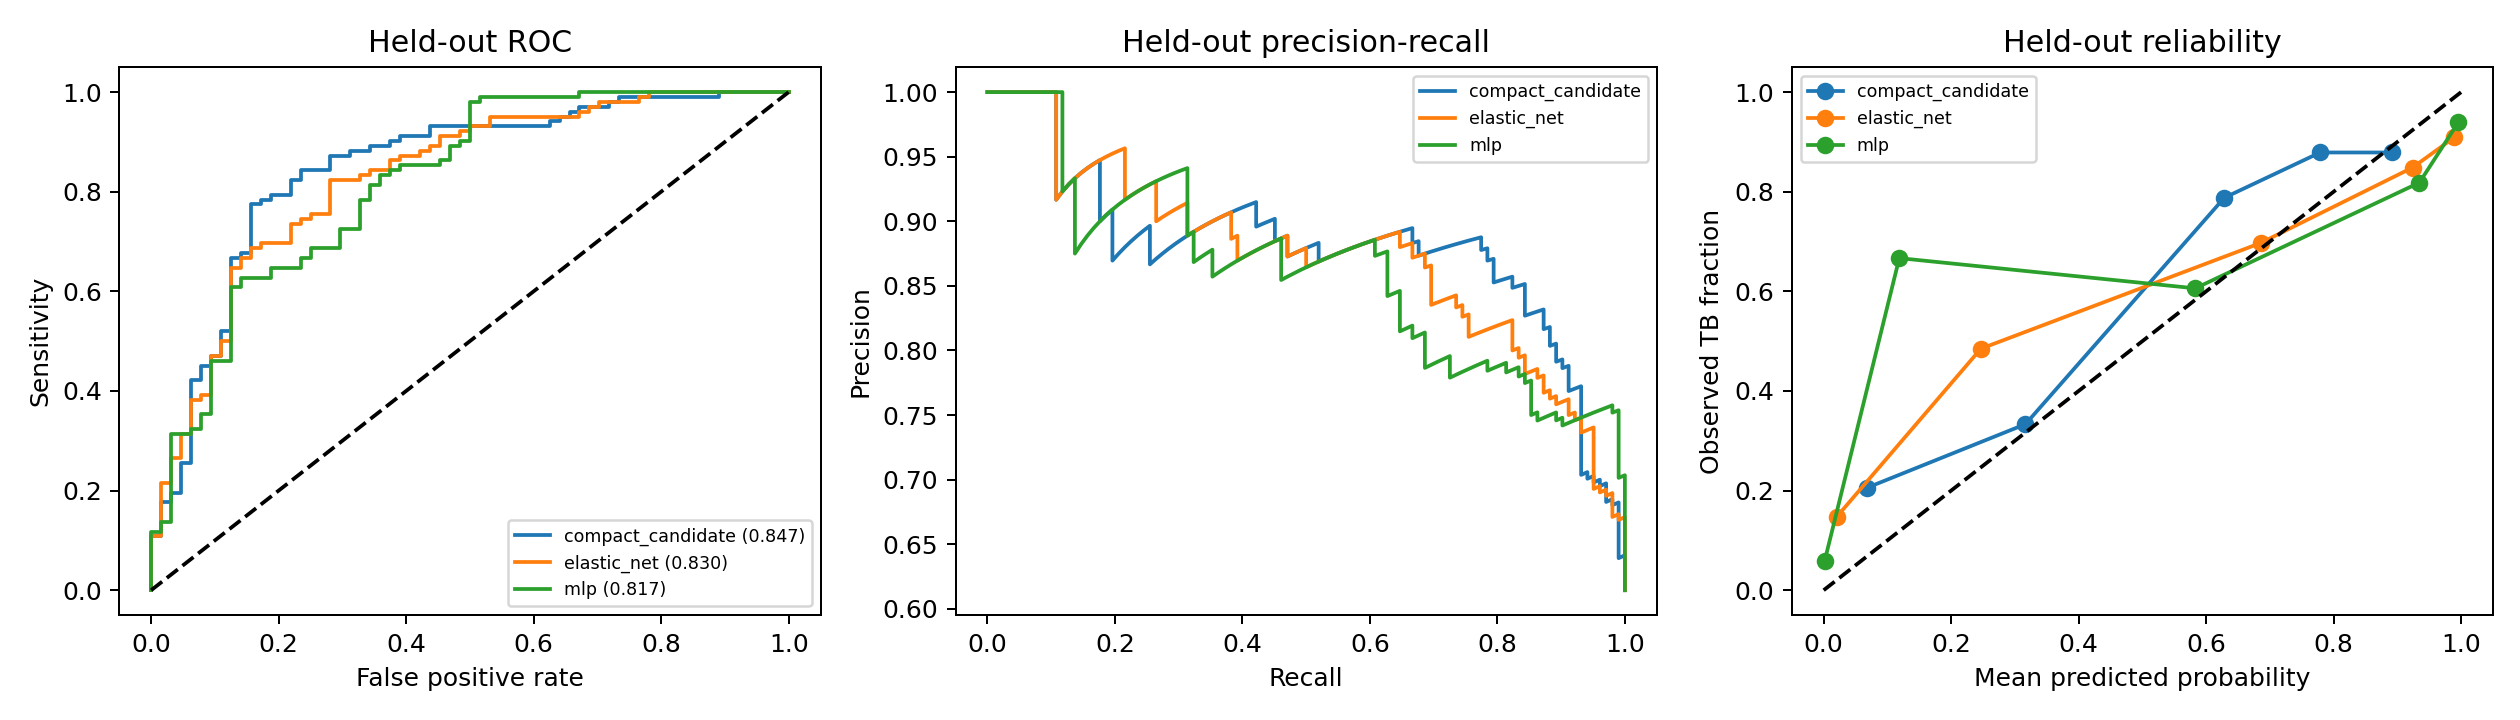 Held-out ROC
Sensitivity
1.0
0.8
0.6
0.4
0.2
0.0
0.0 0.2 0.4 0.6 0.8 1.0
False positive rate
compact_candidate (0.847)
elastic_net (0.830)
mlp (0.817)
Held-out precision-recall
Precision
1.00
0.95
0.90
0.85
0.80
0.75
0.70
0.65
0.60
0.0 0.2 0.4 0.6 0.8 1.0
Recall
compact_candidate
elastic_net
mlp
Held-out reliability
Observed TB fraction
1.0
0.8
0.6
0.4
0.2
0.0
0.0 0.2 0.4 0.6 0.8 1.0
Mean predicted probability
compact_candidate
elastic_net
mlp